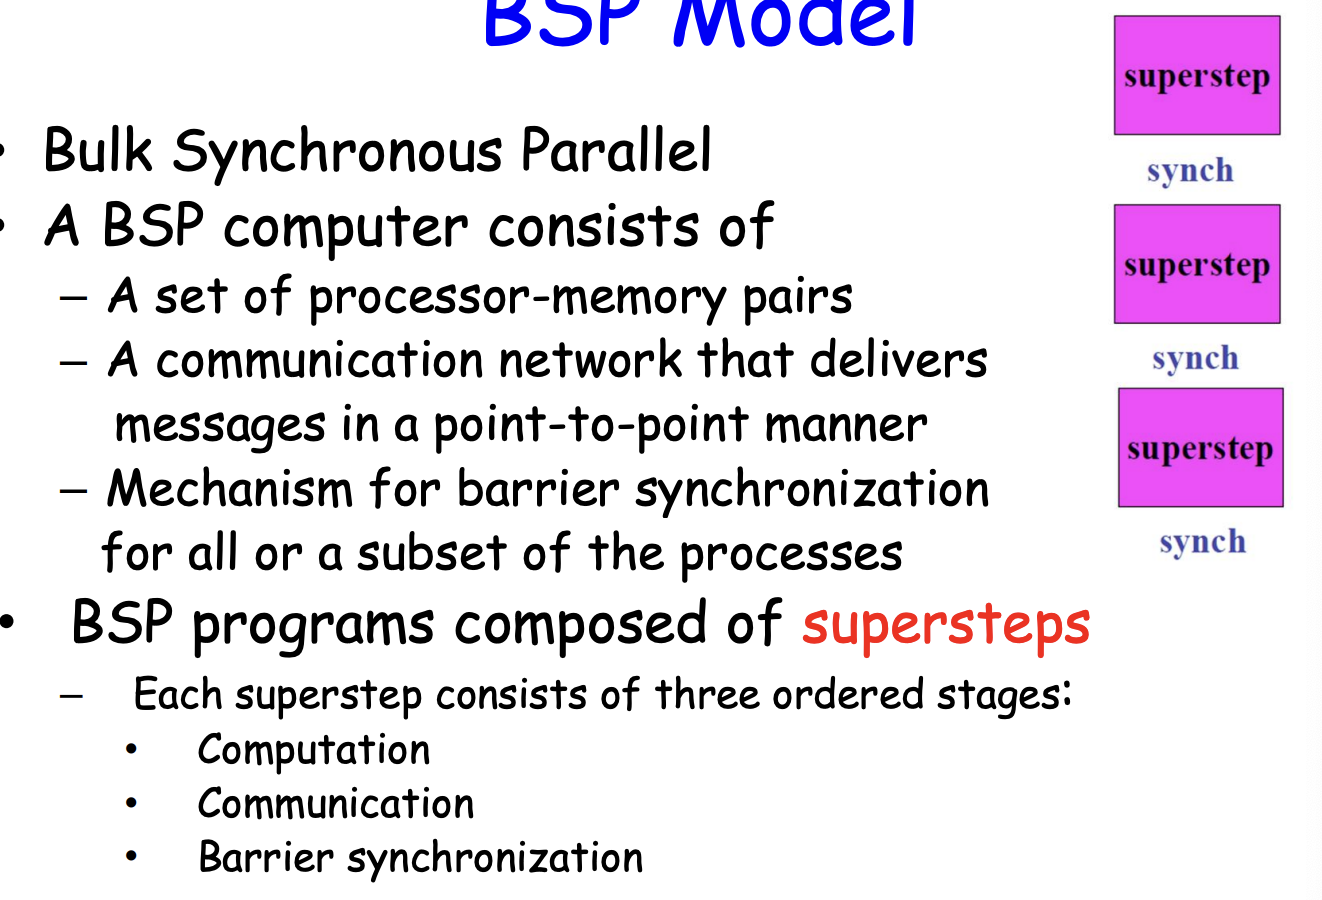 BSP Model
• Bulk Synchronous Parallel
• A BSP computer consists of
– A set of processor-memory pairs
– A communication network that delivers
messages in a point-to-point manner
– Mechanism for barrier synchronization
for all or a subset of the processes
• BSP programs composed of supersteps
– Each superstep consists of three ordered stages:
• Computation
• Communication
• Barrier synchronization
superstep
synch
superstep
synch
superstep
synch